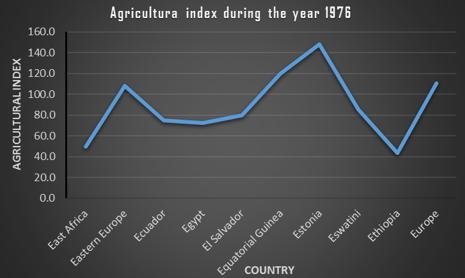 Agricultura index during the year 1976
160.0
140.0
120.0
100.0
80.0
60.0
40.0
20.0
0.0
AGRICULTURAL INDEX
East Africa
Eastern Europe
Ecuador
Egypt
El Salvador
Equatorial Guinea
Estonia
Eswatini
Ethiopia
Europe
COUNTRY